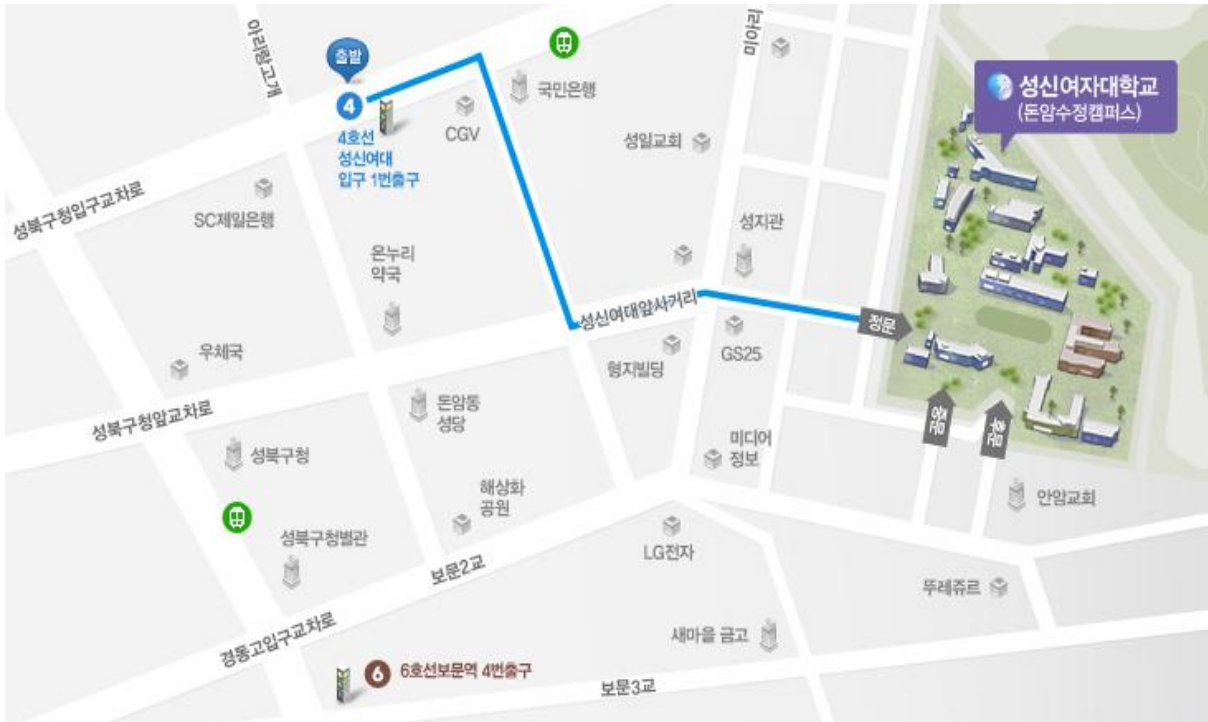 아리랑고개
미아리
출발
4
4호선
성신여대
입구 1번출구
CGV
국민은행
성신여자대학교
(돈암수정캠퍼스)
성일교회
성북구청입구교차로
SC제일은행
온누리
약국
성지관
성신여대앞사거리
정문
우체국
형지빌딩
GS25
성북구청앞교차로
돈암동
성당
중문
후문
성북구청
미디어
정보
해상화
공원
안암교회
성북구청별관
LG전자
보문2교
뚜레쥬르
경동고입구교차로
새마을 금고
6
6호선보문역 4번출구
보문3교